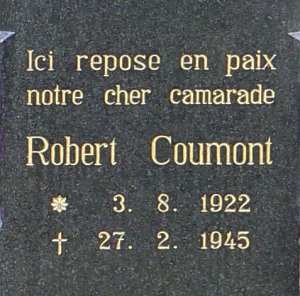 Ici repose en paix
notre cher camarade
Robert Coumont
✽ 3. 8. 1922
† 27. 2. 1945